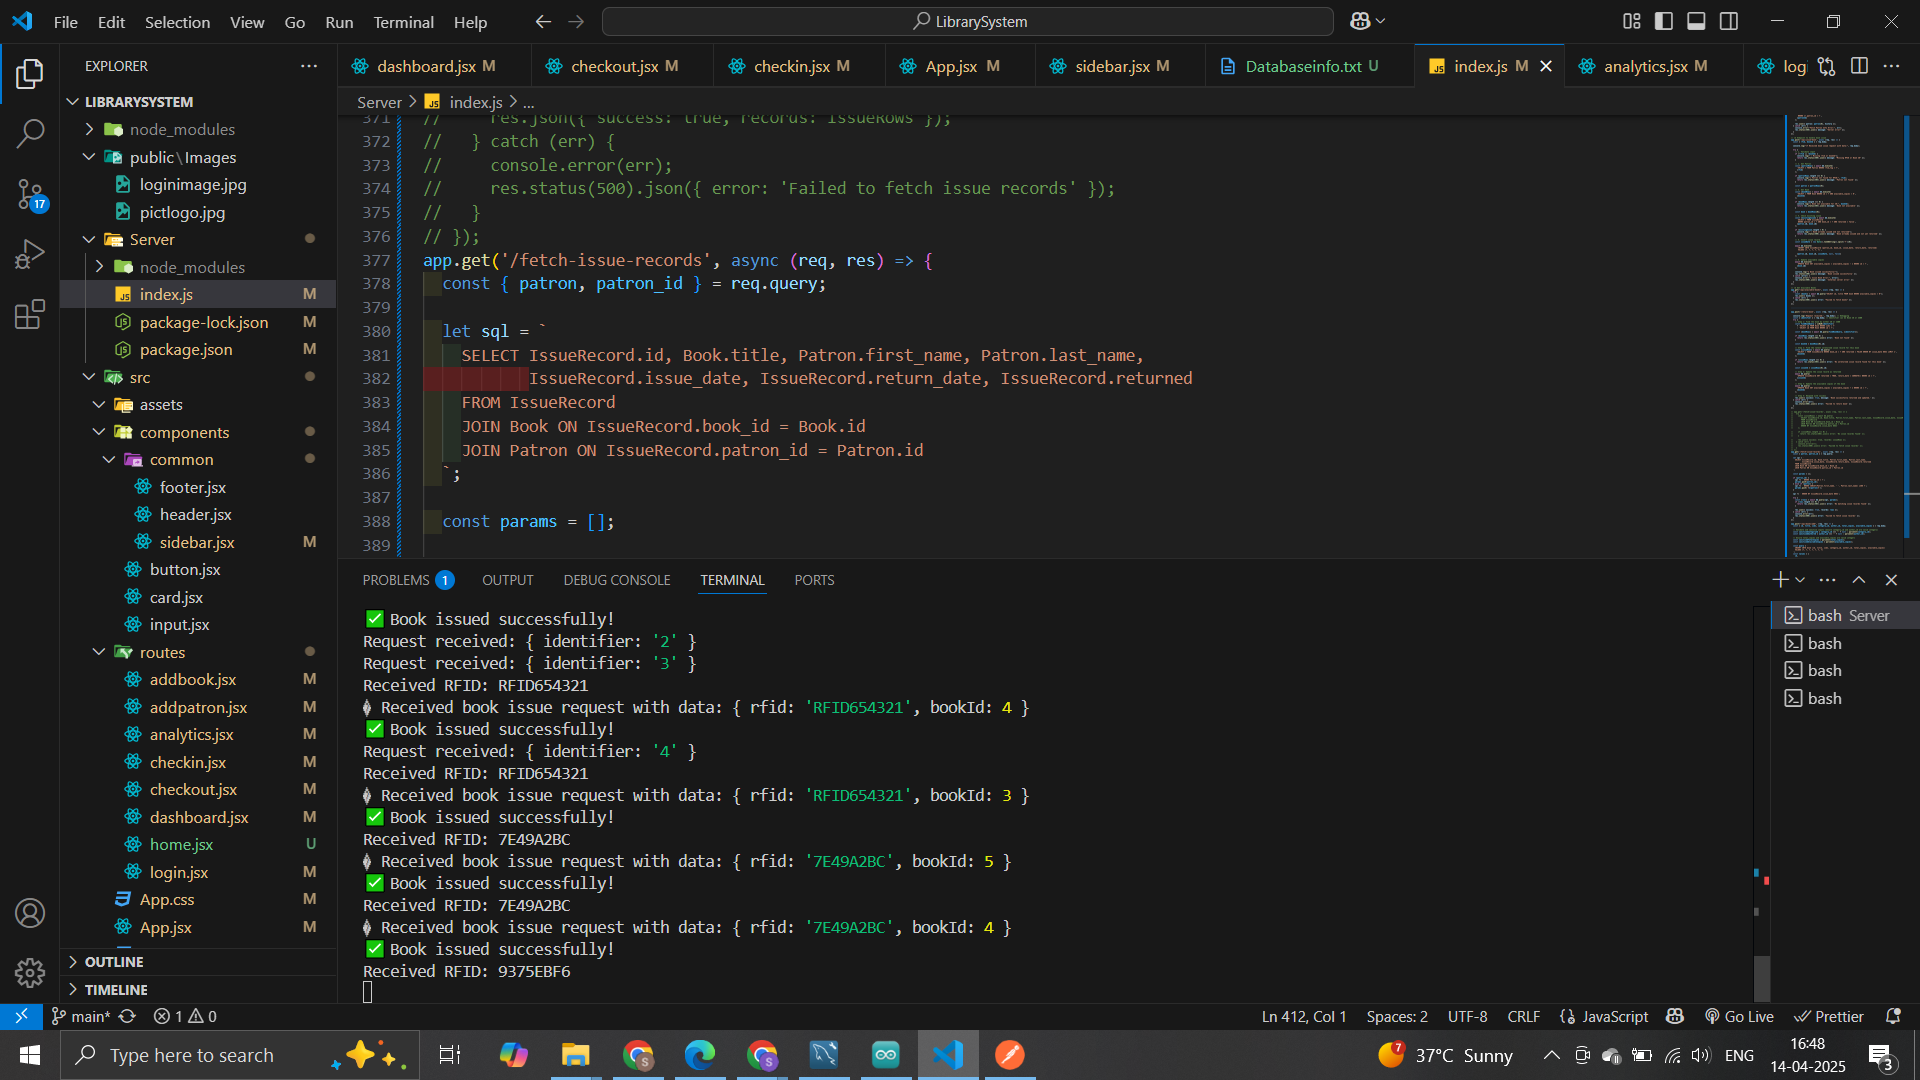 File Edit Selection View Go Run Terminal Help
LibrarySystem
EXPLORER
LIBRARYSYSTEM
node_modules
public\Images
loginimage.jpg
pictlogo.jpg
Server
node_modules
index.js M
package-lock.json M
package.json M
src
assets
components
common
footer.jsx
header.jsx
sidebar.jsx M
button.jsx
card.jsx
input.jsx
routes
addbook.jsx M
addpatron.jsx M
analytics.jsx M
checkin.jsx M
checkout.jsx M
dashboard.jsx M
home.jsx U
login.jsx M
App.css M
App.jsx M
OUTLINE
TIMELINE
17
dashboard.jsx M checkout.jsx M checkin.jsx M App.jsx M sidebar.jsx M Databaseinfo.txt U index.js M analytics.jsx M logi
Server > index.js > ...
371 // res.json({ success: true, records: issueRows });
372 // } catch (err) {
373 // console.error(err);
374 // res.status(500).json({ error: 'Failed to fetch issue records' });
375 // }
376 // });
377 app.get('/fetch-issue-records', async (req, res) => {
378 const { patron, patron_id } = req.query;
379
380 let sql = `
381 SELECT IssueRecord.id, Book.title, Patron.first_name, Patron.last_name,
382 IssueRecord.issue_date, IssueRecord.return_date, IssueRecord.returned
383 FROM IssueRecord
384 JOIN Book ON IssueRecord.book_id = Book.id
385 JOIN Patron ON IssueRecord.patron_id = Patron.id
386 `;
387
388 const params = [];
389
PROBLEMS 1 OUTPUT DEBUG CONSOLE TERMINAL PORTS
✅ Book issued successfully!
Request received: { identifier: '2' }
Request received: { identifier: '3' }
Received RFID: RFID654321
Received book issue request with data: { rfid: 'RFID654321', bookId: 4 }
✅ Book issued successfully!
Request received: { identifier: '4' }
Received RFID: RFID654321
Received book issue request with data: { rfid: 'RFID654321', bookId: 3 }
✅ Book issued successfully!
Received RFID: 7E49A2BC
Received book issue request with data: { rfid: '7E49A2BC', bookId: 5 }
✅ Book issued successfully!
Received RFID: 7E49A2BC
Received book issue request with data: { rfid: '7E49A2BC', bookId: 4 }
✅ Book issued successfully!
Received RFID: 9375EBF6
bash Server
bash
bash
bash
main* 1 0 Ln 412, Col 1 Spaces: 2 UTF-8 CRLF JavaScript Go Live Prettier
Type here to search
7 37°C Sunny ENG
16:48
14-04-2025
3